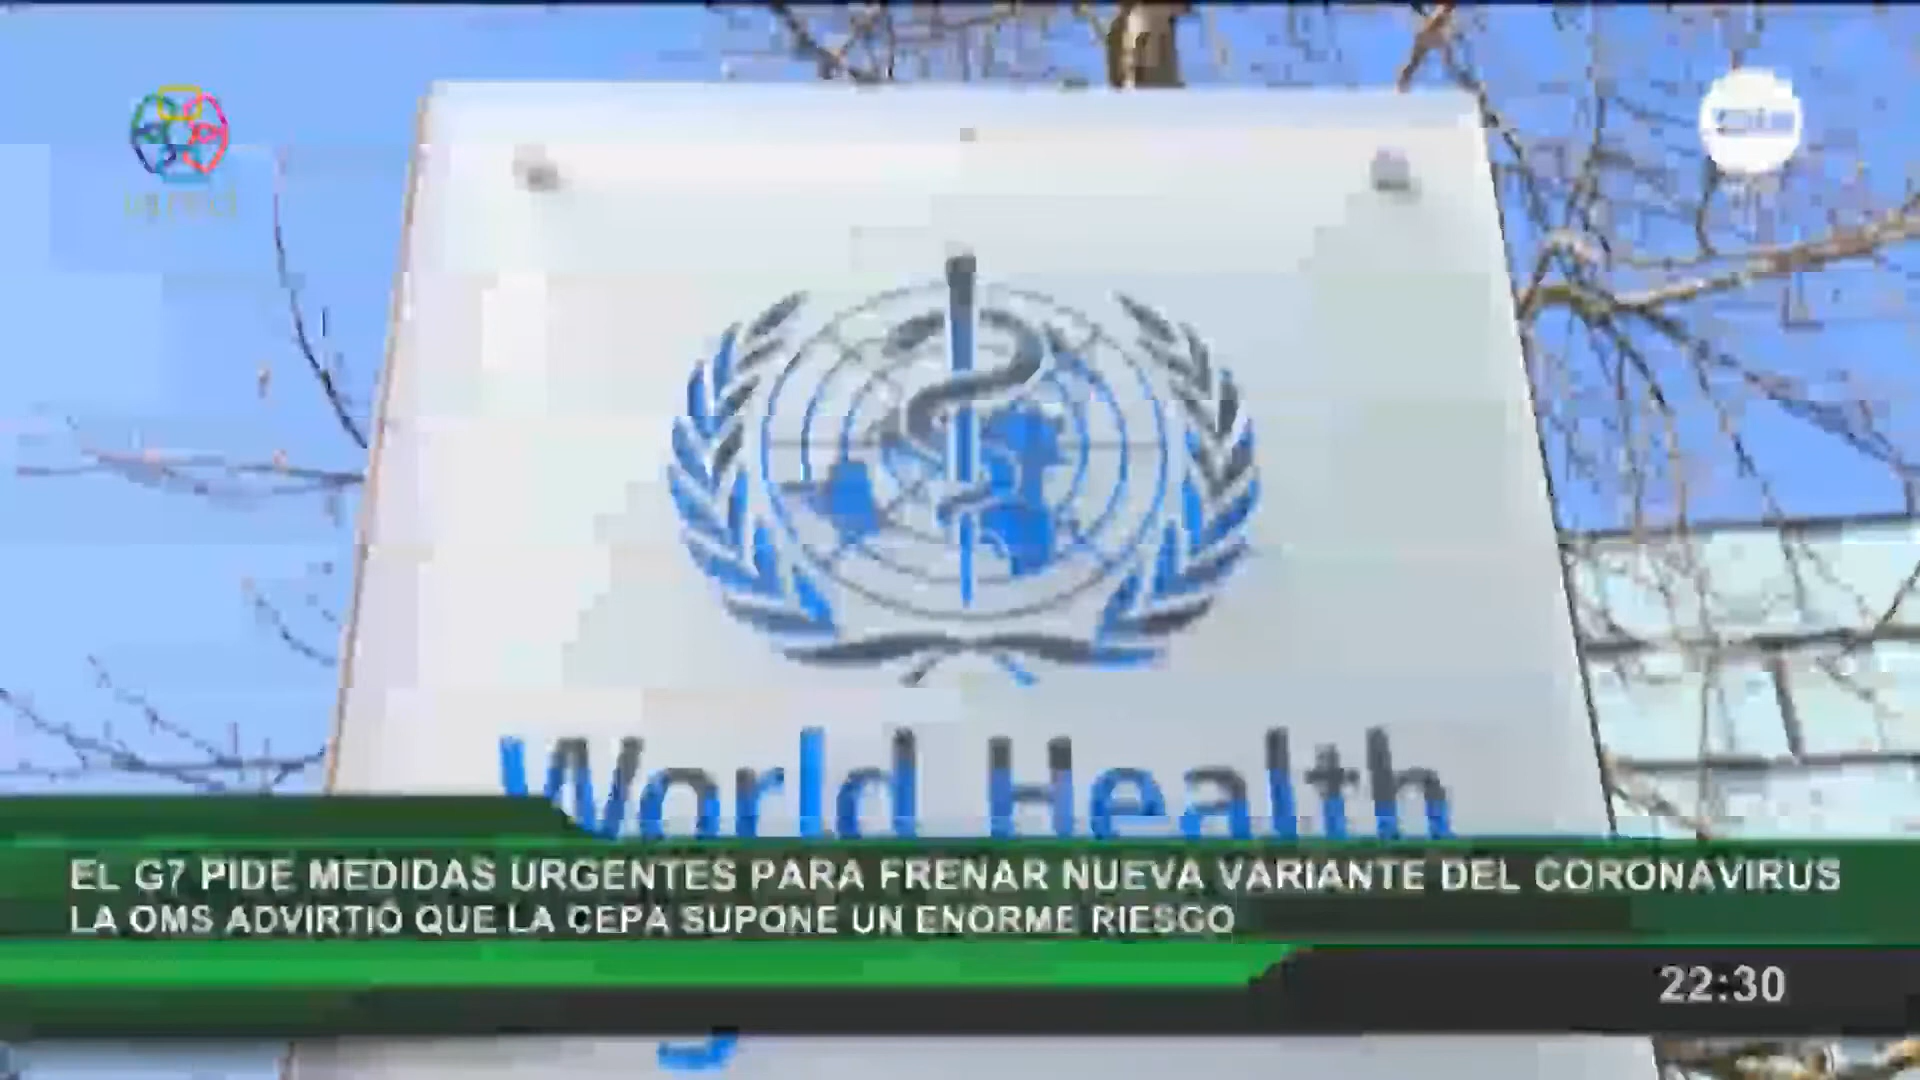 World Health
EL G7 PIDE MEDIDAS URGENTES PARA FRENAR NUEVA VARIANTE DEL CORONAVIRUS
LA OMS ADVIRTIÓ QUE LA CEPA SUPONE UN ENORME RIESGO
22:30